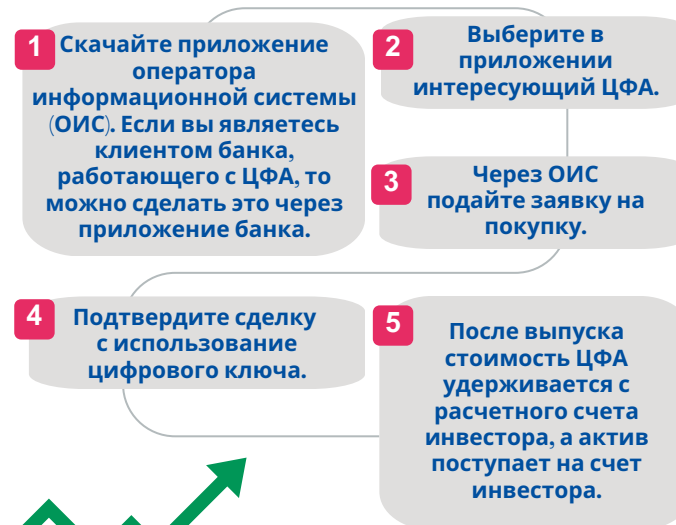 1
Скачайте приложение
оператора
информационной системы
(ОИС). Если вы являетесь
клиентом банка,
работающего с ЦФА, то
можно сделать это через
приложение банка.
2
Выберите в
приложении
интересующий ЦФА.
3
Через ОИС
подайте заявку на
покупку.
4
Подтвердите сделку
с использование
цифрового ключа.
5
После выпуска
стоимость ЦФА
удерживается с
расчетного счета
инвестора, а актив
поступает на счет
инвестора.